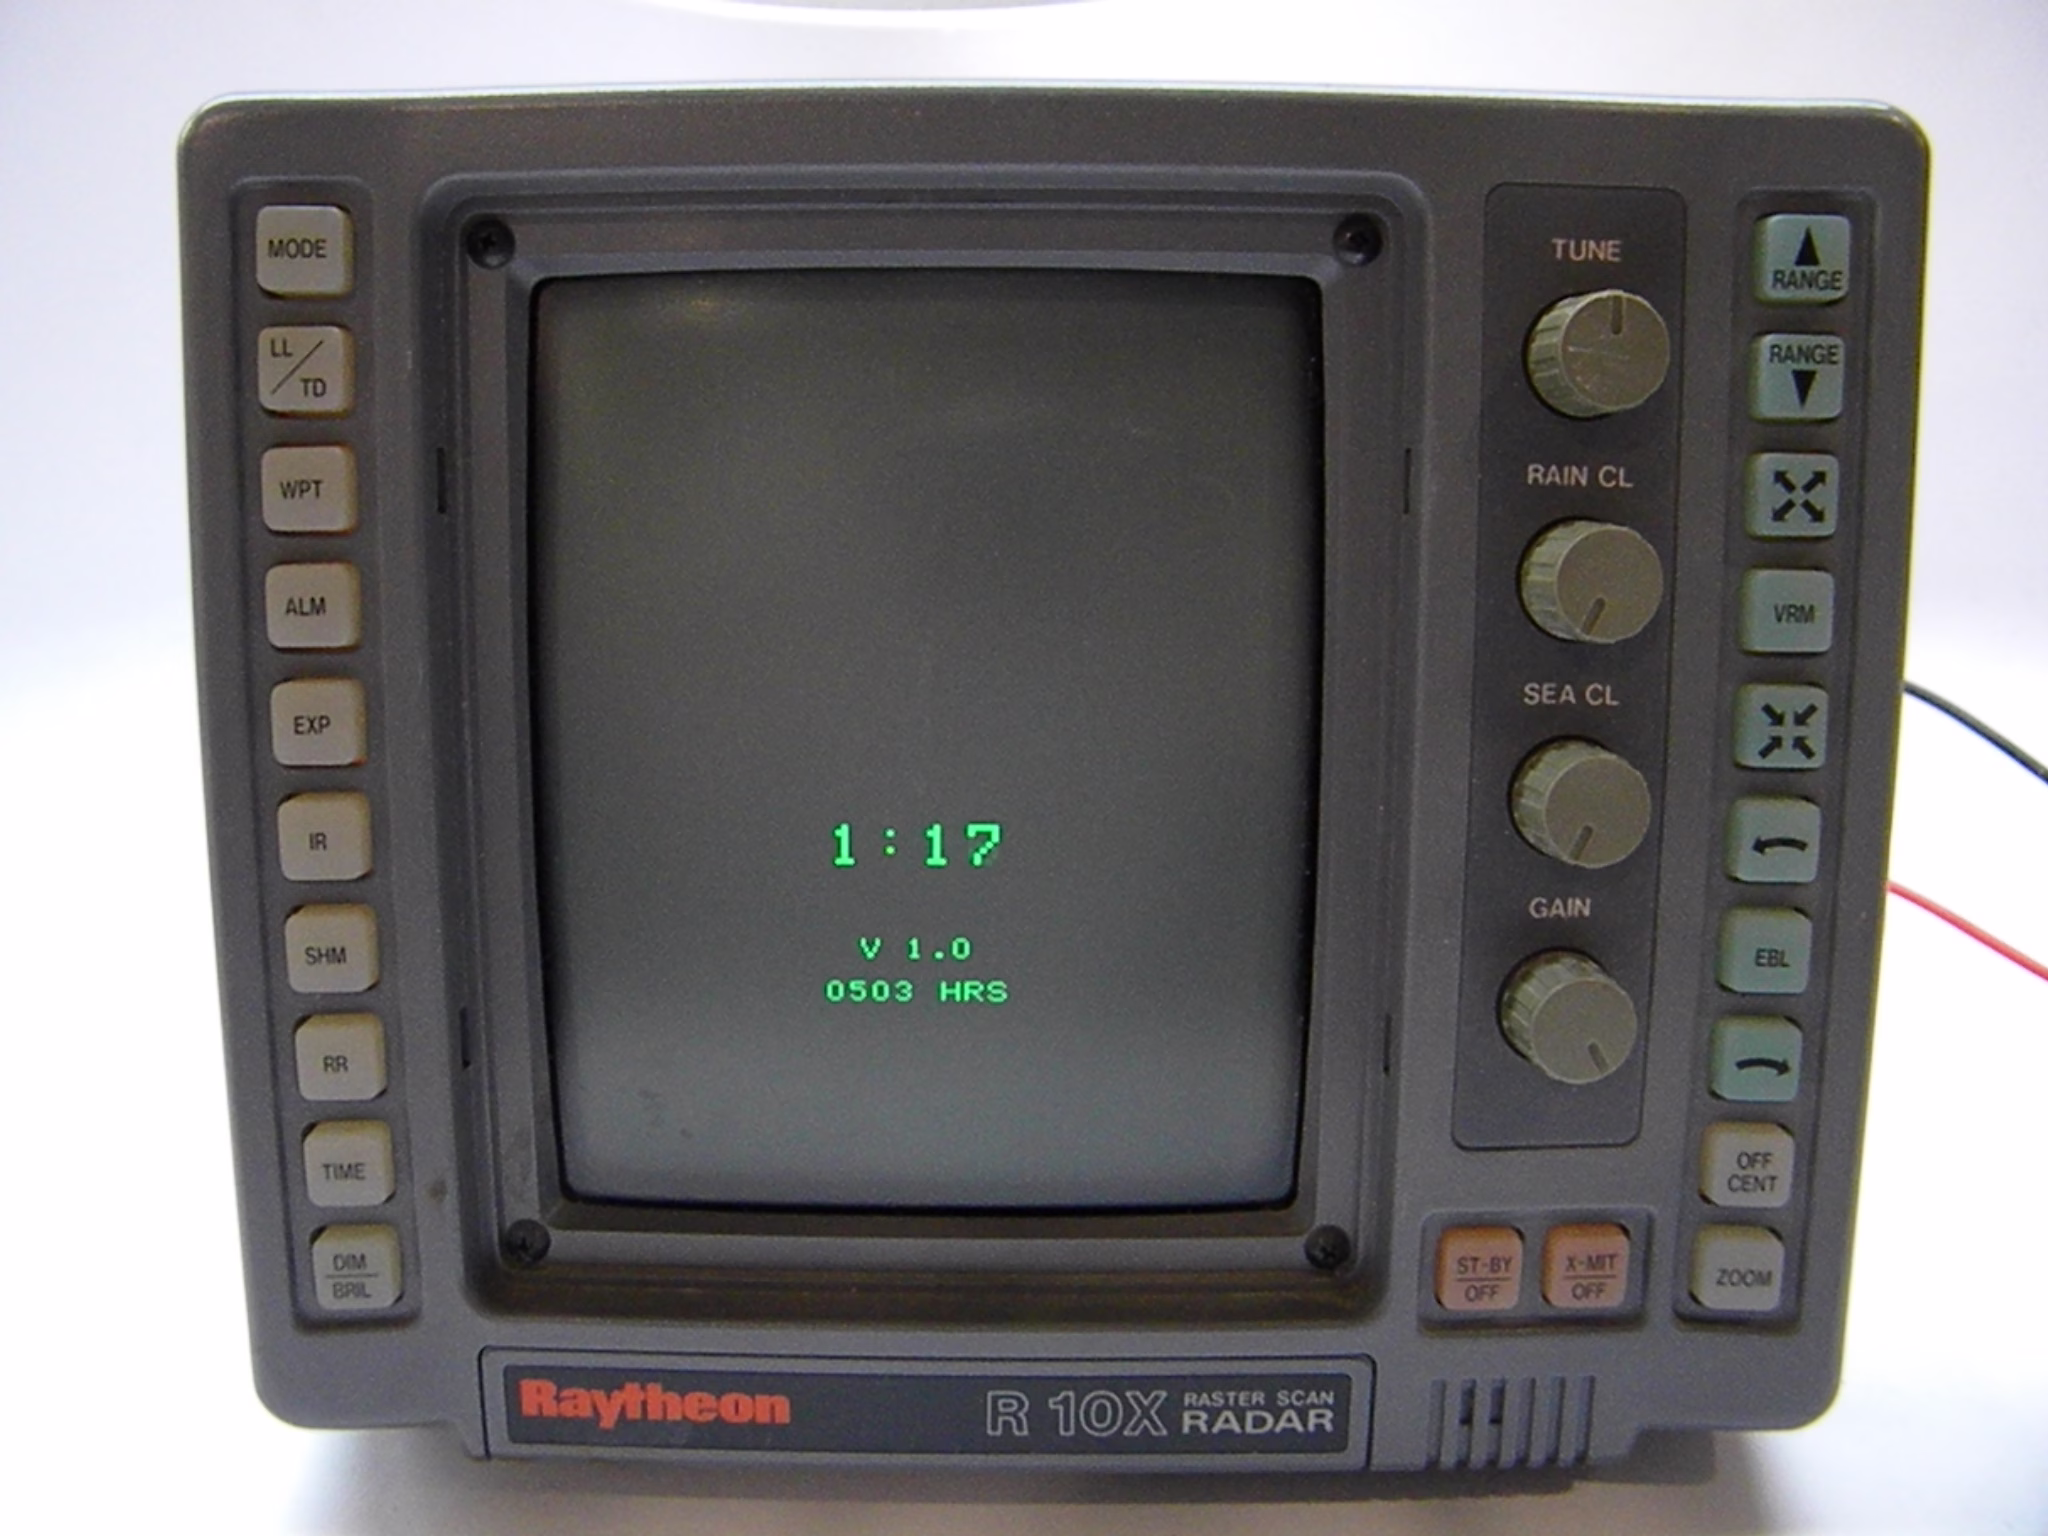 MODE
LL/TD
WPT
ALM
EXP
IR
SHM
RR
TIME
DIM
BRIL
1:17
V 1.0
0503 HRS
TUNE
RAIN CL
SEA CL
GAIN
RANGE
RANGE
VRM
EBL
OFF
CENT
ZOOM
ST-BY
OFF
X-MIT
OFF
Raytheon
R 10X RASTER SCAN
RADAR